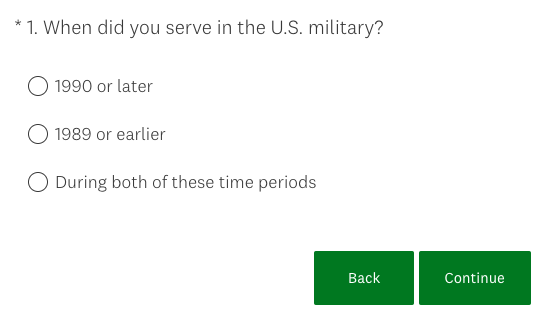 * 1. When did you serve in the U.S. military?
1990 or later
1989 or earlier
During both of these time periods
Back Continue